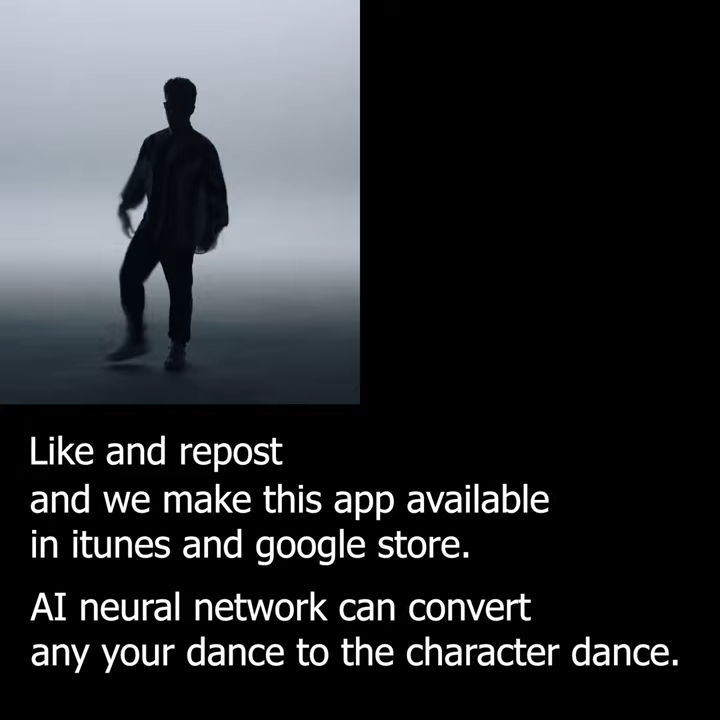 Like and repost
and we make this app available
in itunes and google store.
AI neural network can convert
any your dance to the character dance.